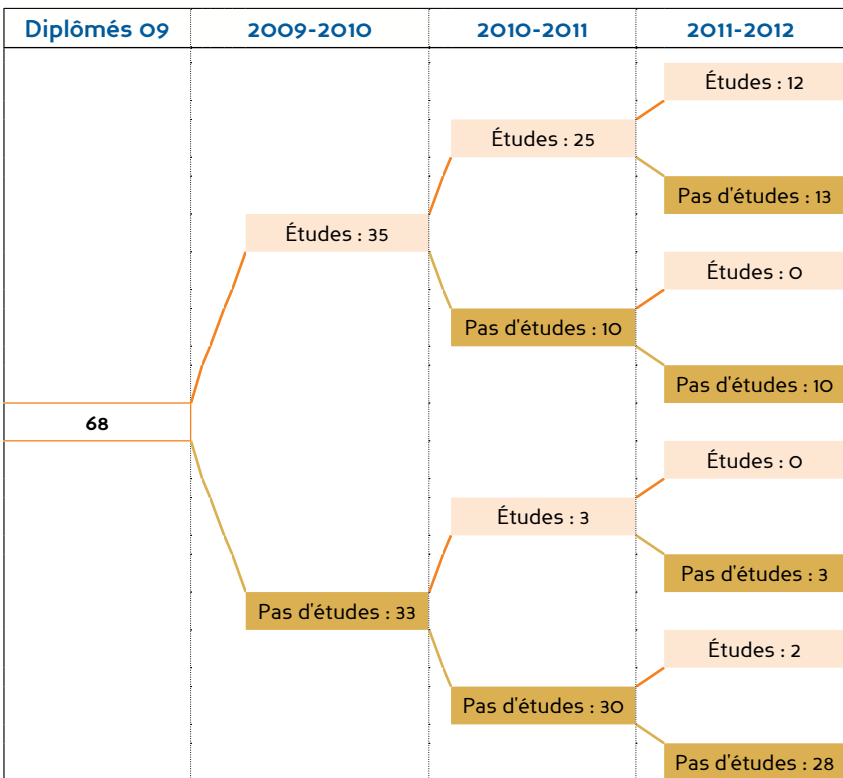 Diplômés 09 2009-2010 2010-2011 2011-2012
Études : 12
Études : 25
Pas d'études : 13
Études : 35
Études : 0
Pas d'études : 10
Pas d'études : 10
68
Études : 0
Études : 3
Pas d'études : 3
Pas d'études : 33
Études : 2
Pas d'études : 30
Pas d'études : 28